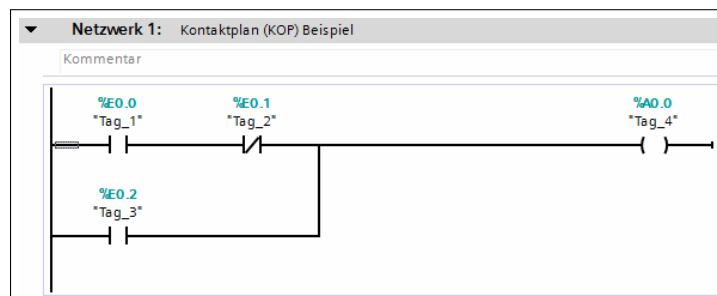 Netzwerk 1: Kontaktplan (KOP) Beispiel
Kommentar
%E0.0 %E0.1 %A0.0
"Tag_1" "Tag_2" "Tag_4"
%E0.2
"Tag_3"